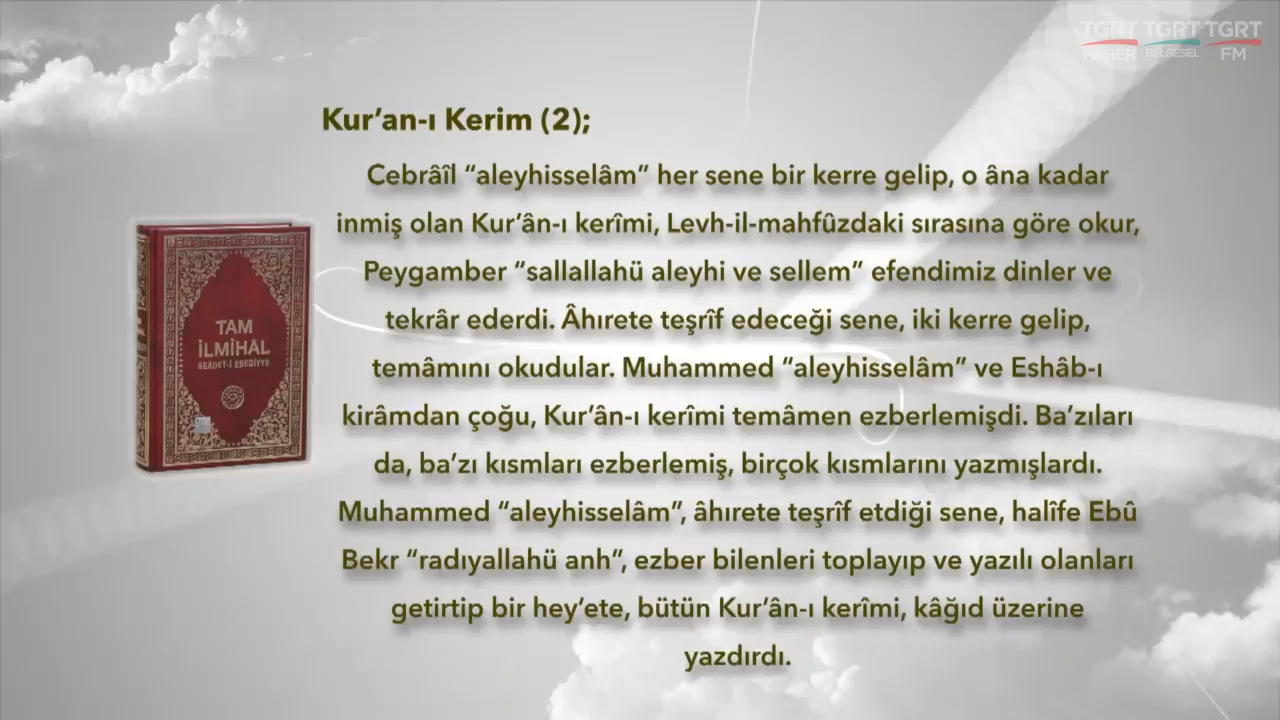 TGRT TGRT TGRT
HABER BELGESEL FM
Kur’an-ı Kerim (2);
Cebrâîl “aleyhisselâm” her sene bir kerre gelip, o âna kadar
inmiş olan Kur’ân-ı kerîmi, Levh-il-mahfûzdaki sırasına göre okur,
Peygamber “sallallahü aleyhi ve sellem” efendimiz dinler ve
tekrâr ederdi. Âhırete teşrîf edeceği sene, iki kerre gelip,
temâmını okudular. Muhammed “aleyhisselâm” ve Eshâb-ı
kirâmdan çoğu, Kur’ân-ı kerîmi temâmen ezberlemişdi. Ba’zıları
da, ba’zı kısmları ezberlemiş, birçok kısmlarını yazmışlardı.
Muhammed “aleyhisselâm”, âhırete teşrîf etdiği sene, halîfe Ebû
Bekr “radıyallahü anh”, ezber bilenleri toplayıp ve yazılı olanları
getirtip bir hey’ete, bütün Kur’ân-ı kerîmi, kâğıd üzerine
yazdırdı.
TAM
İLMİHÂL
SEÂDET-İ EBEDİYYE